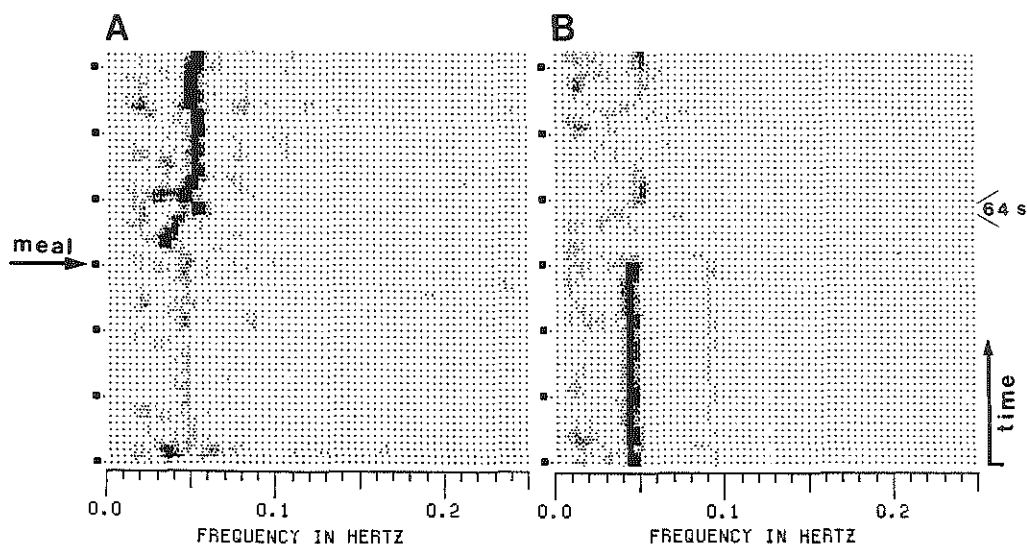 A
B
meal
64 s
time
0.0 0.1 0.2
0.0 0.1 0.2
FREQUENCY IN HERTZ
FREQUENCY IN HERTZ